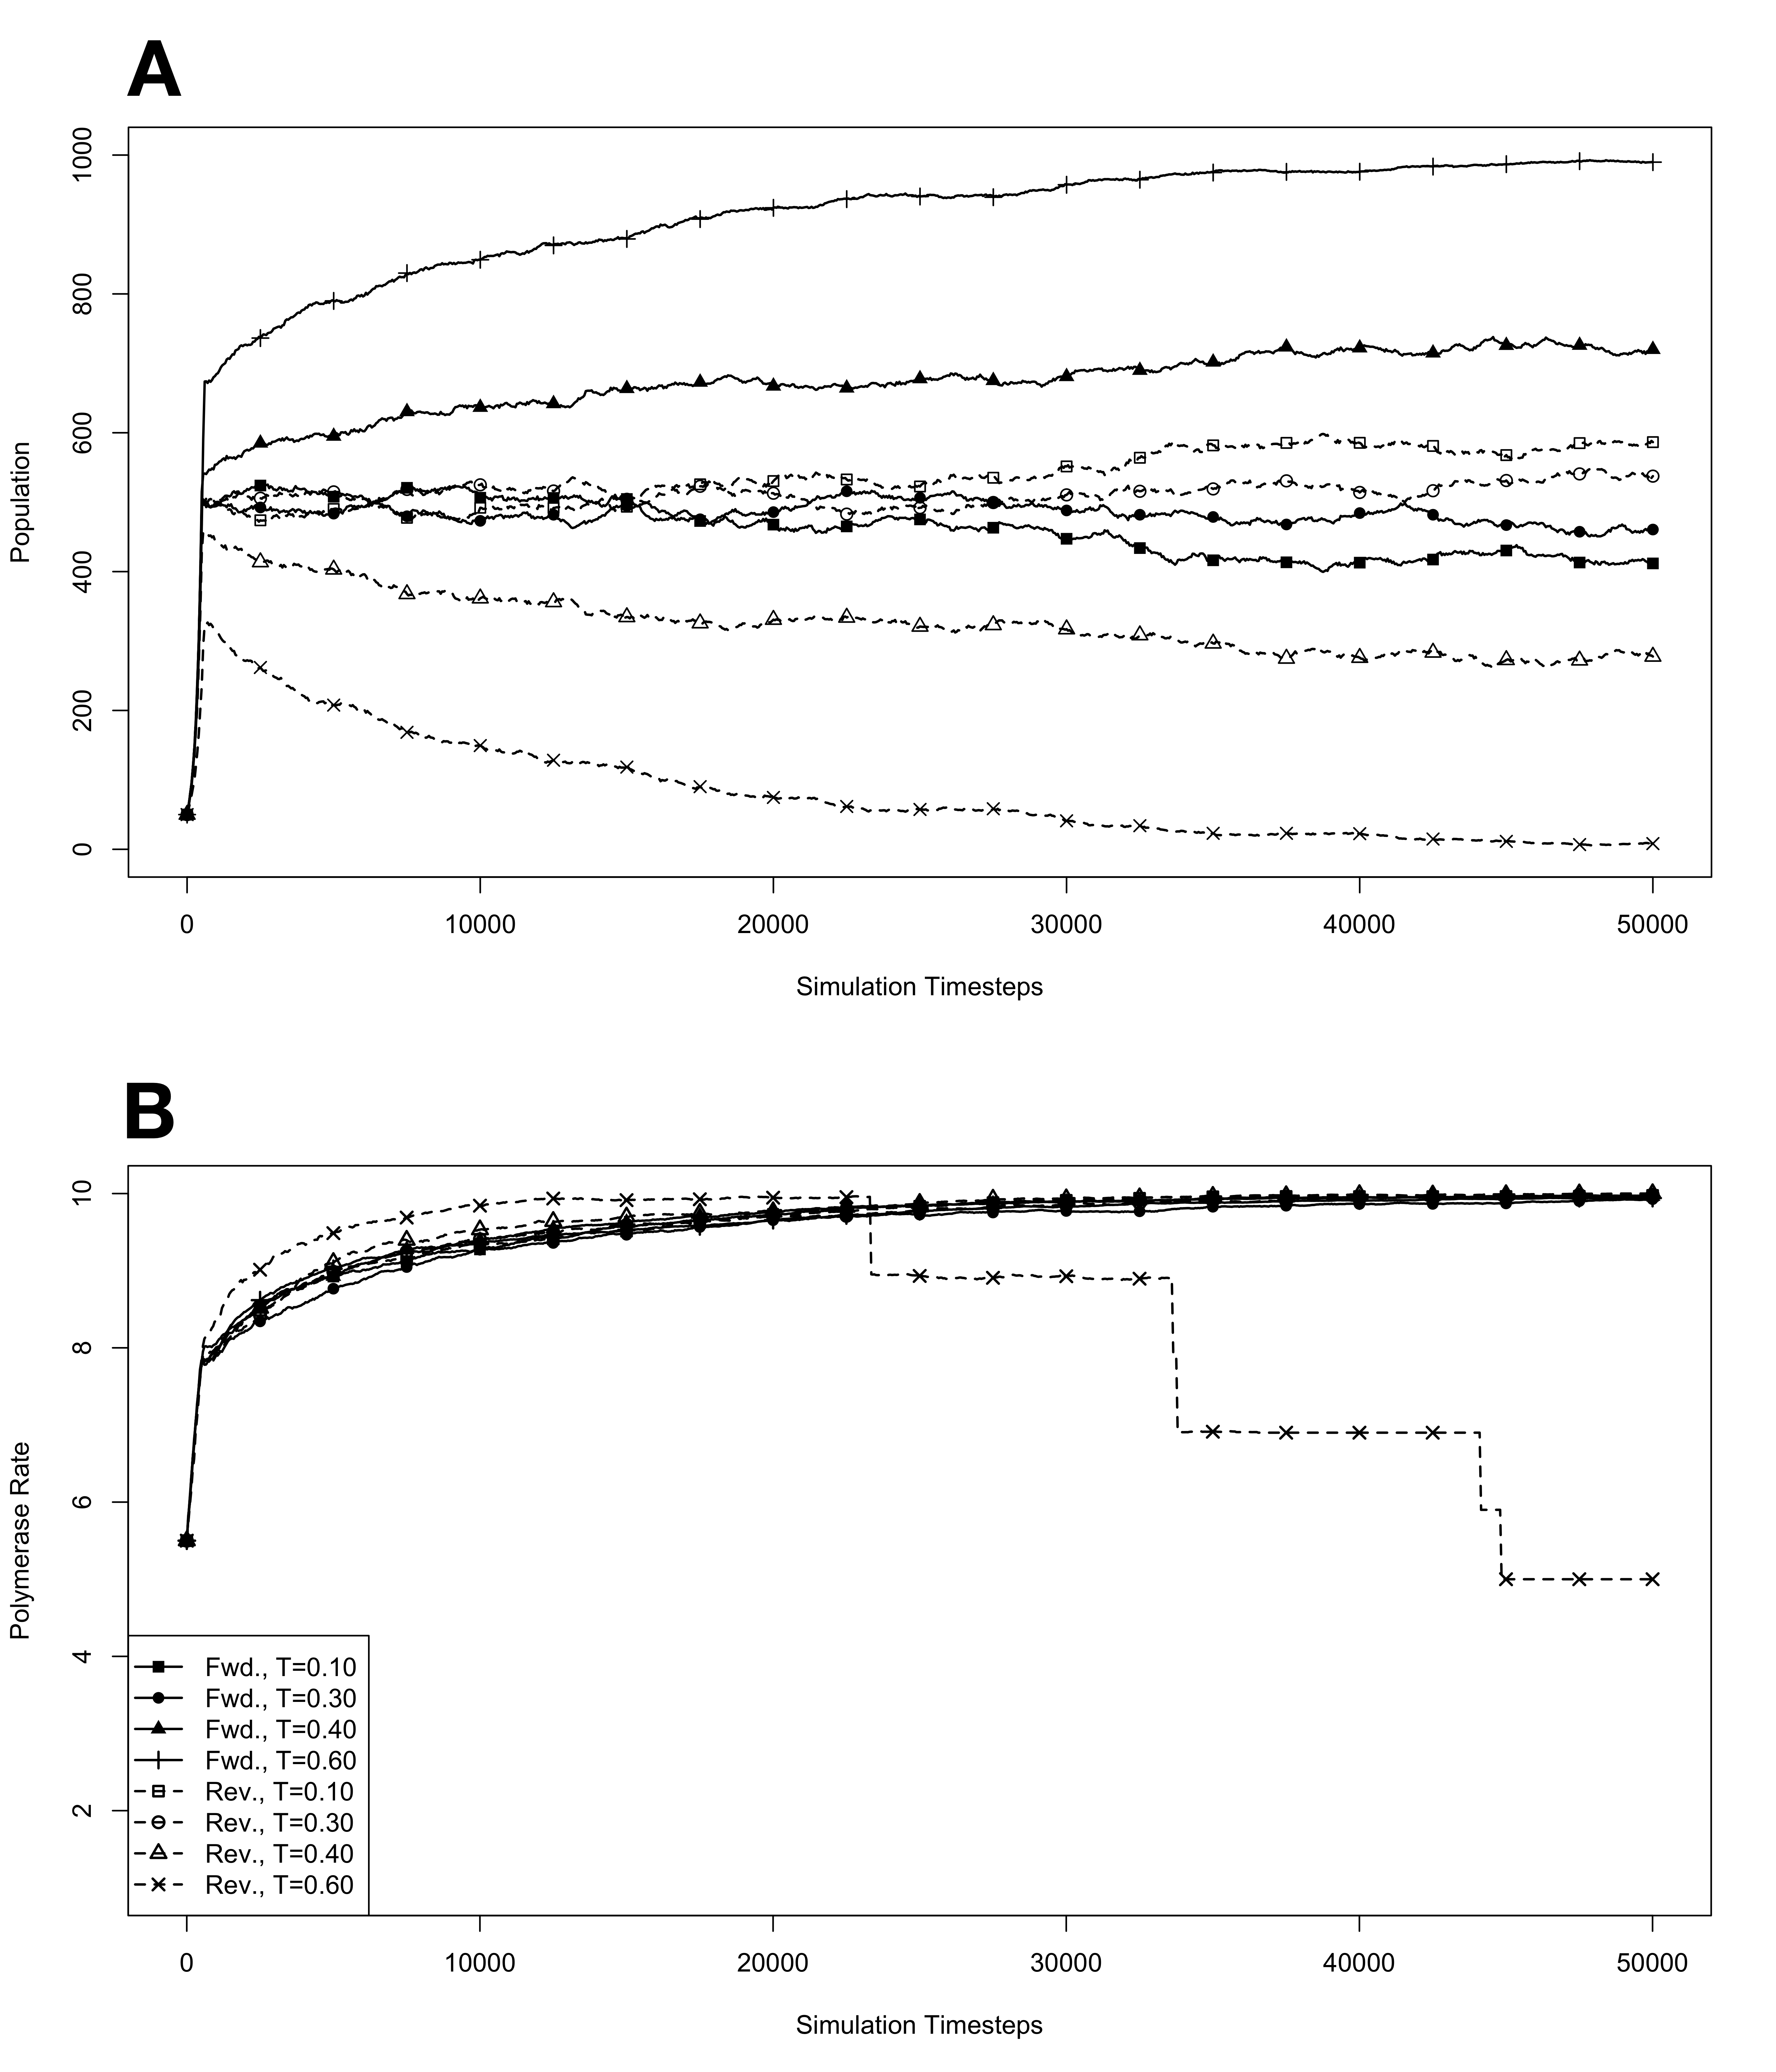 A
1000
800
600
400
200
0
Population
0 10000 20000 30000 40000 50000
Simulation Timesteps
B
10
8
6
4
2
Polymerase Rate
Fwd., T=0.10
Fwd., T=0.30
Fwd., T=0.40
Fwd., T=0.60
Rev., T=0.10
Rev., T=0.30
Rev., T=0.40
Rev., T=0.60
0 10000 20000 30000 40000 50000
Simulation Timesteps